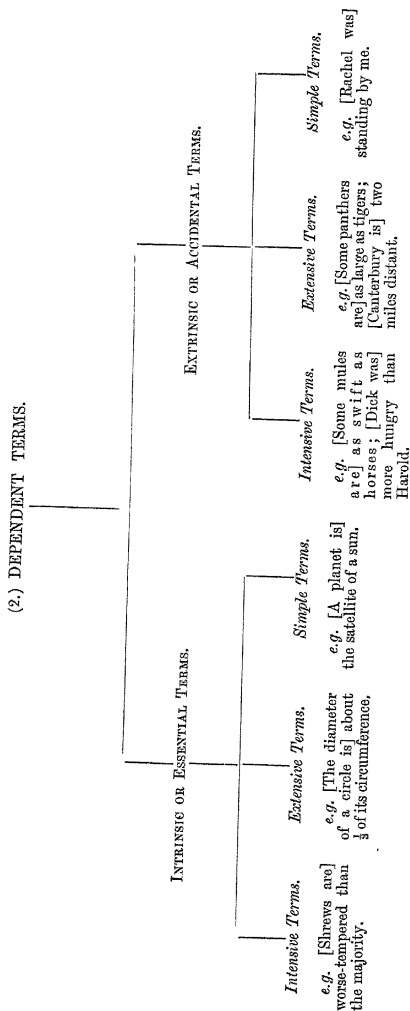 (2.) DEPENDENT TERMS.
INTRINSIC OR ESSENTIAL TERMS.
Intensive Terms.
e.g. [Shrews are]
worse-tempered than
the majority.
Extensive Terms.
e.g. [The diameter
of a circle is] about
⅓ of its circumference.
Simple Terms.
e.g. [A planet is]
the satellite of a sun.
EXTRINSIC OR ACCIDENTAL TERMS.
Intensive Terms.
e.g. [Some mules
are] as swift as
horses; [Dick was]
more hungry than
Harold.
Extensive Terms.
e.g. [Some panthers
are] as large as tigers;
[Canterbury is] two
miles distant.
Simple Terms.
e.g. [Rachel was]
standing by me.